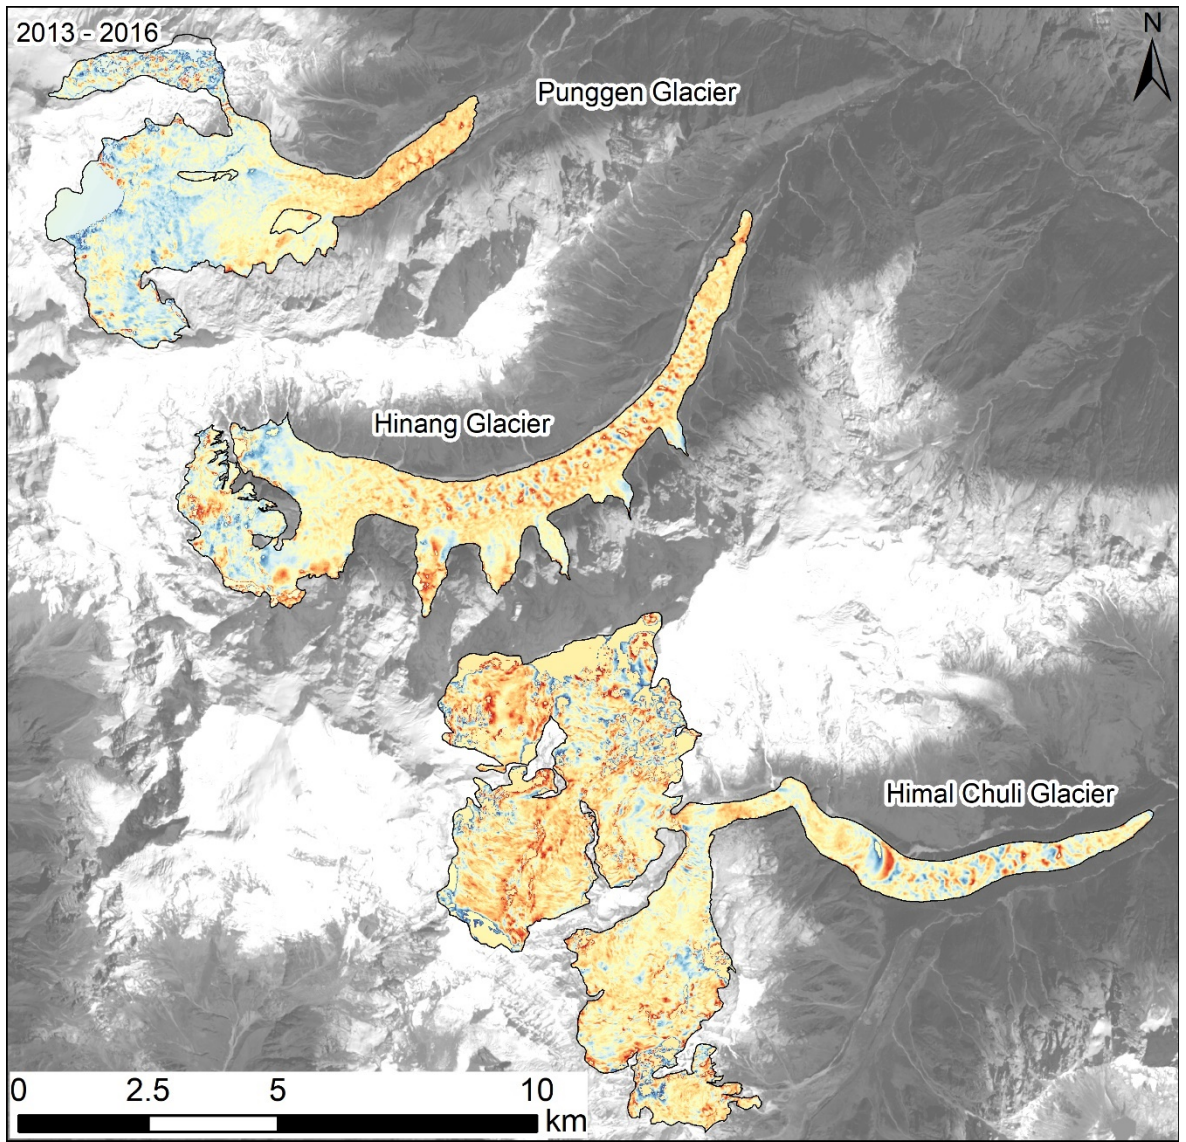 2013 - 2016
N
Punggen Glacier
Hinang Glacier
Himal Chuli Glacier
0 2.5 5 10
km